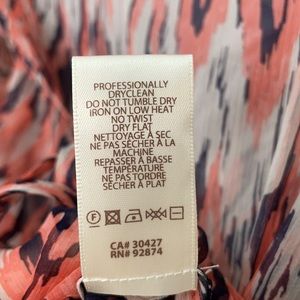 PROFESSIONALLY
DRYCLEAN
DO NOT TUMBLE DRY
IRON ON LOW HEAT
NO TWIST
DRY FLAT
NETTOYAGE À SEC
NE PAS SÉCHER À LA
MACHINE
REPASSER À BASSE
TEMPÉRATURE
NE PAS TORDRE
SÉCHER À PLAT
F
CA# 30427
RN# 92874